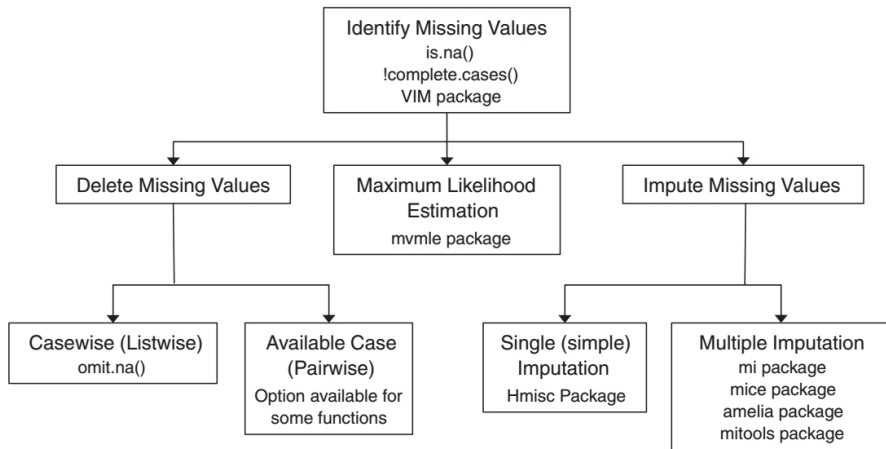 Identify Missing Values
is.na()
!complete.cases()
VIM package
Delete Missing Values
Maximum Likelihood
Estimation
mvmle package
Impute Missing Values
Casewise (Listwise)
omit.na()
Available Case
(Pairwise)
Option available for
some functions
Single (simple)
Imputation
Hmisc Package
Multiple Imputation
mi package
mice package
amelia package
mitools package